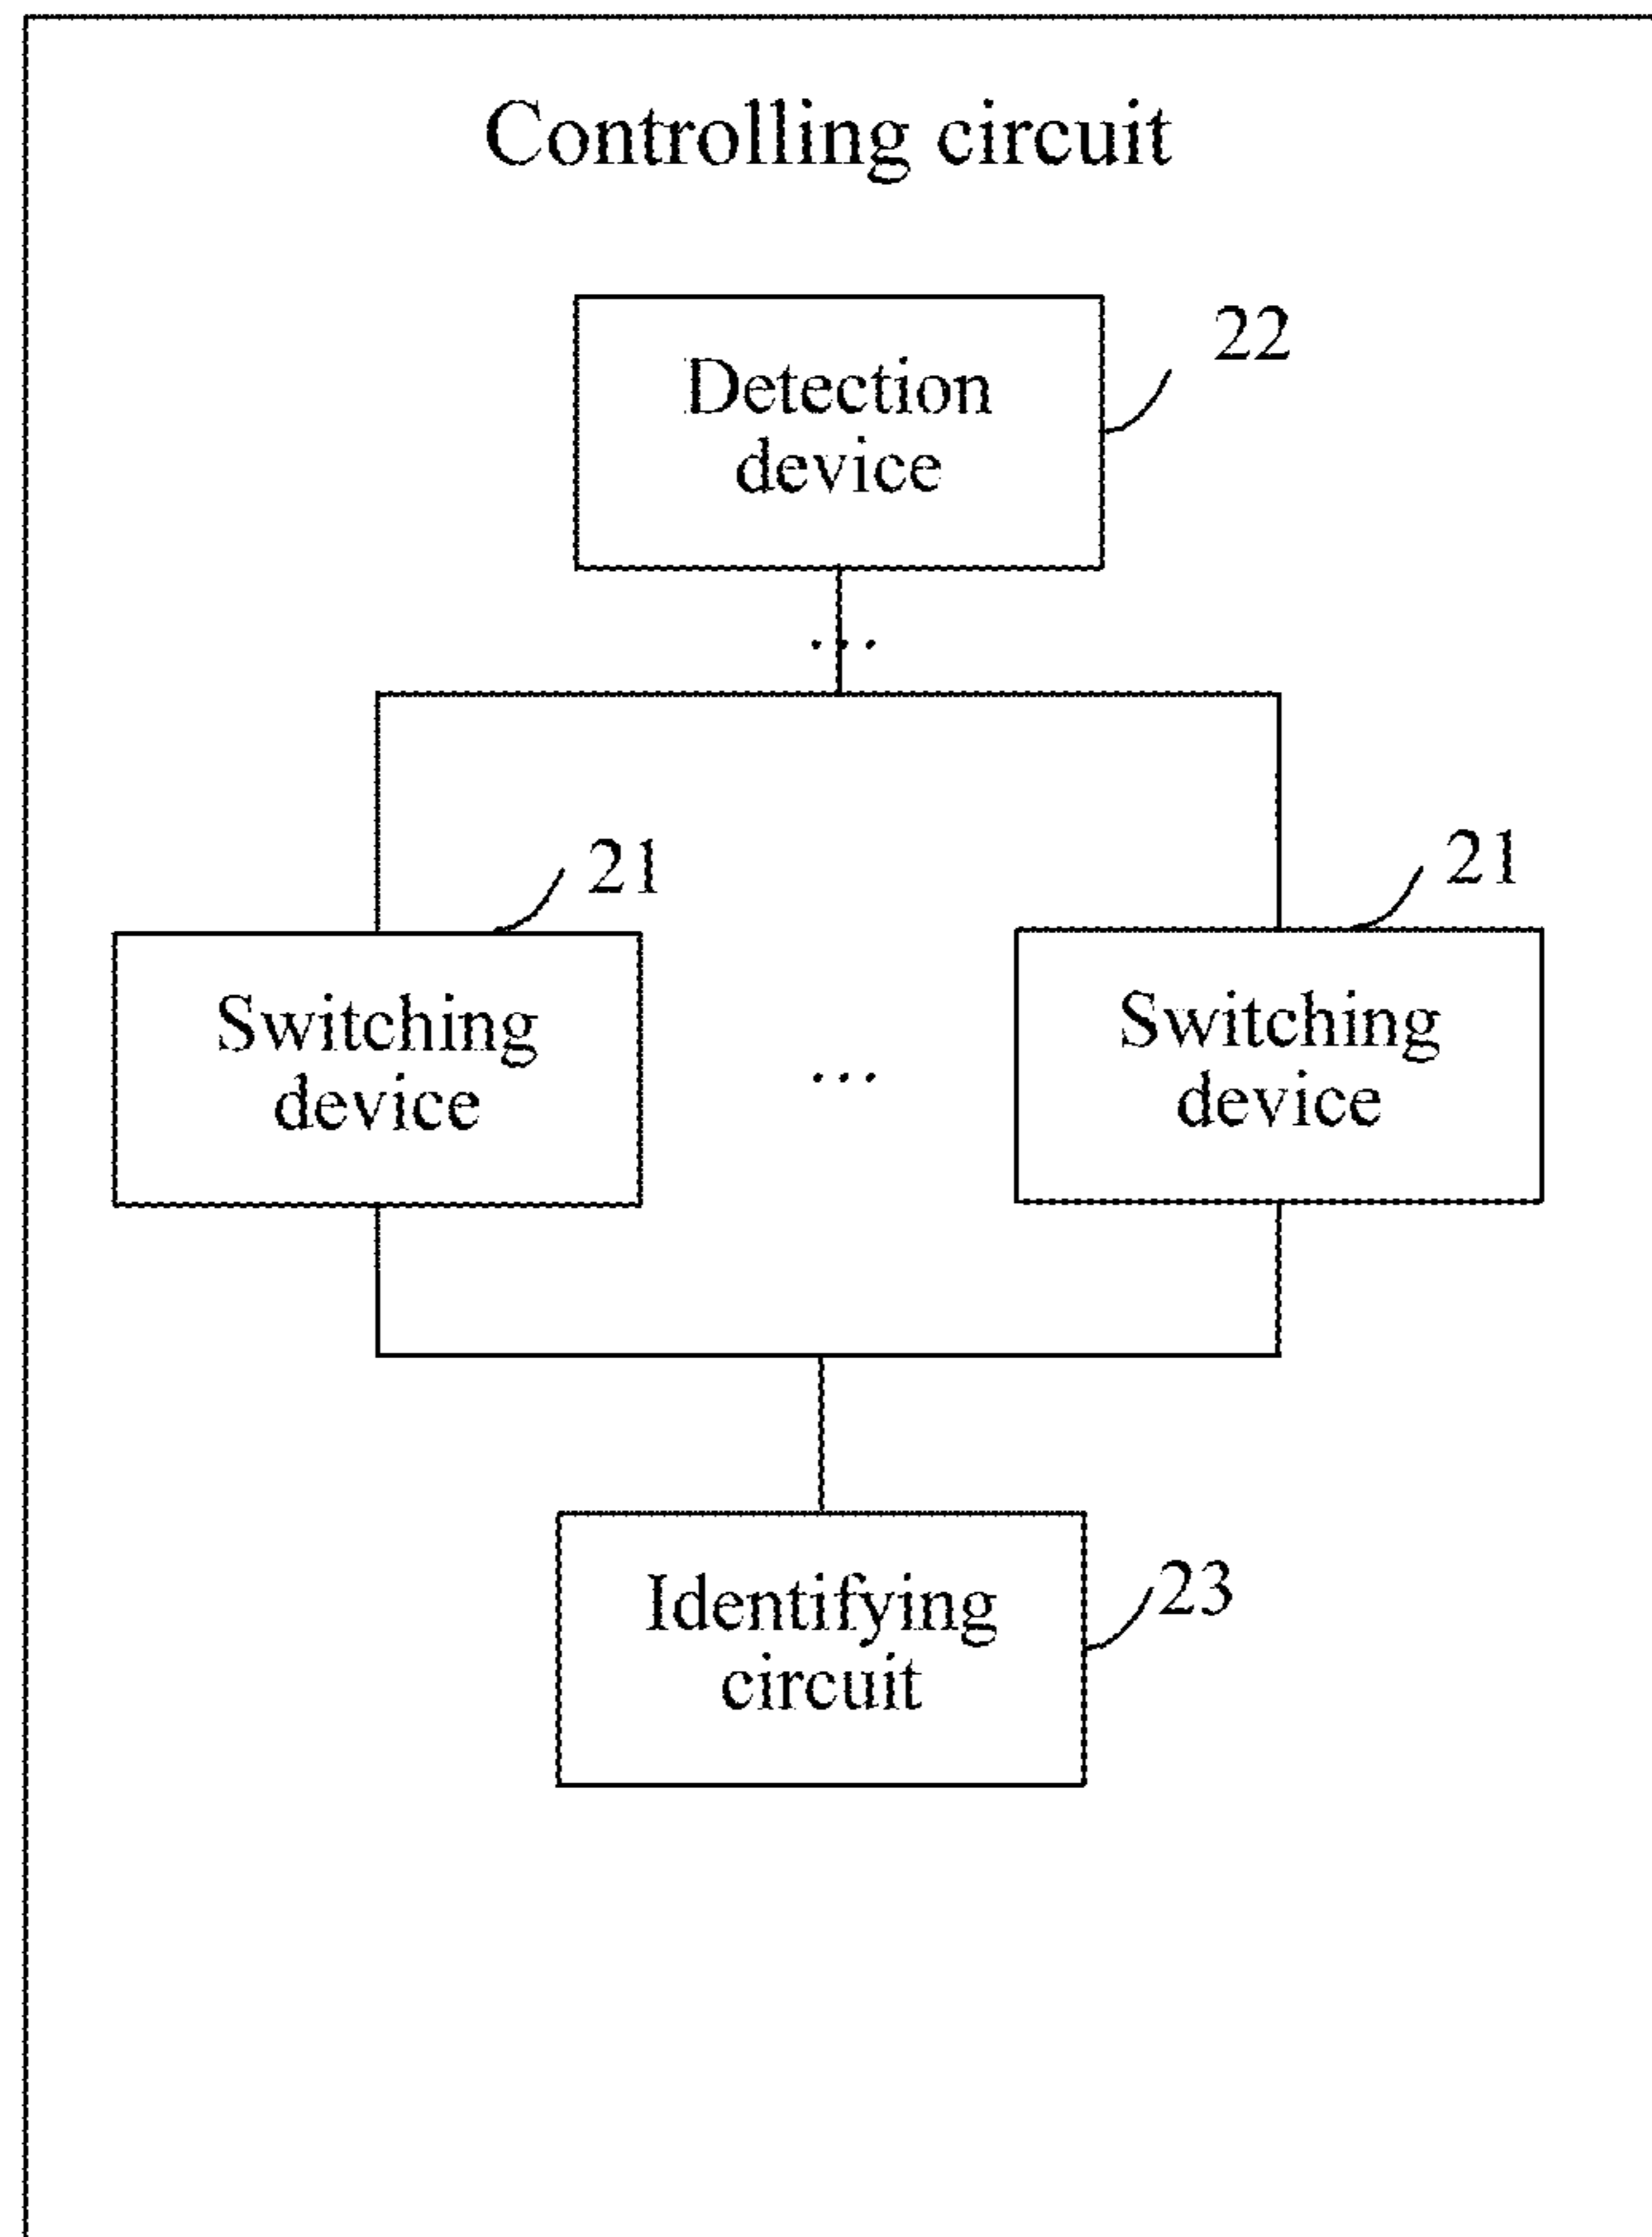 Controlling circuit
22
Detection
device
...
21
21
Switching
device
...
Switching
device
23
Identifying
circuit